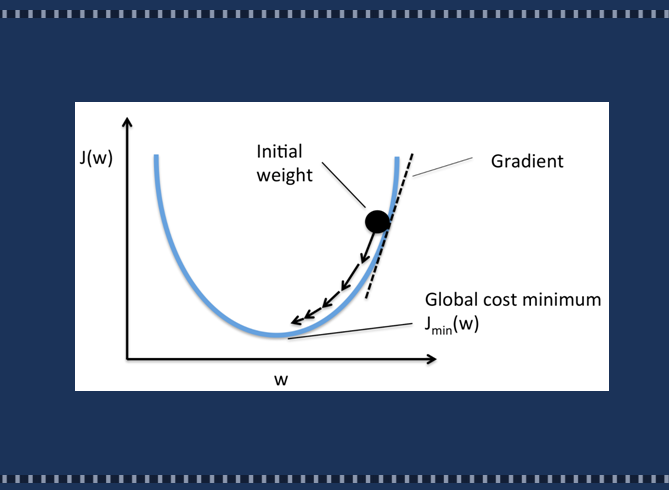 J(w)
Initial
weight
Gradient
Global cost minimum
Jmin(w)
w